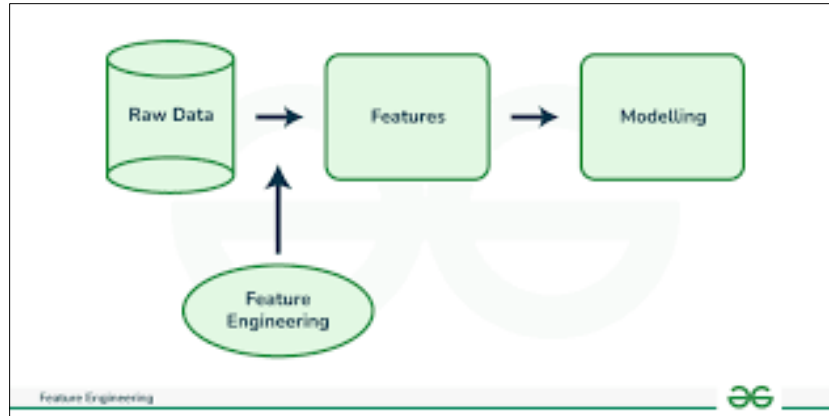 Raw Data
Features
Modelling
Feature
Engineering
Feature Engineering